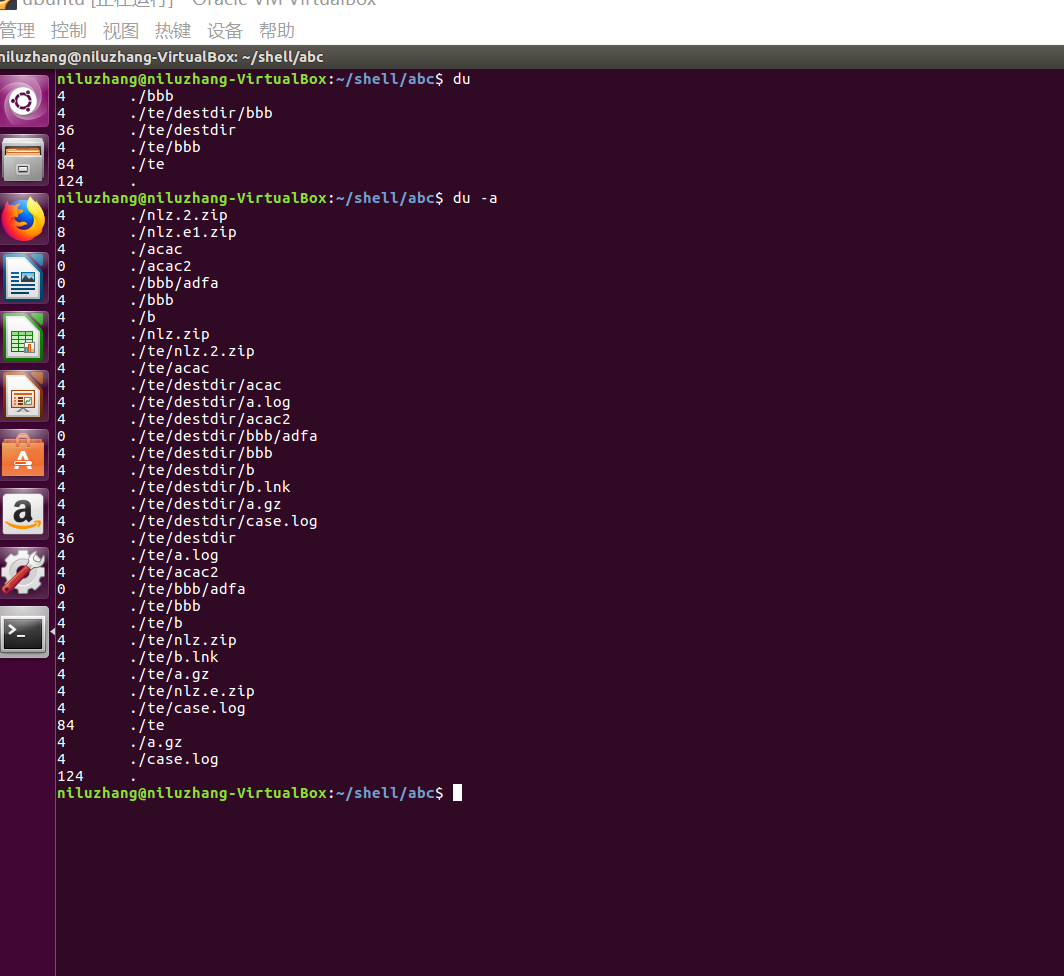 ubuntu [正在运行] - Oracle VM VirtualBox
管理 控制 视图 热键 设备 帮助
niluzhang@niluzhang-VirtualBox: ~/shell/abc
niluzhang@niluzhang-VirtualBox:~/shell/abc$ du
4 ./bbb
4 ./te/destdir/bbb
36 ./te/destdir
4 ./te/bbb
84 ./te
124 .
niluzhang@niluzhang-VirtualBox:~/shell/abc$ du -a
4 ./nlz.2.zip
8 ./nlz.e1.zip
4 ./acac
0 ./acac2
0 ./bbb/adfa
4 ./bbb
4 ./b
4 ./nlz.zip
4 ./te/nlz.2.zip
4 ./te/acac
4 ./te/destdir/acac
4 ./te/destdir/a.log
4 ./te/destdir/acac2
0 ./te/destdir/bbb/adfa
4 ./te/destdir/bbb
4 ./te/destdir/b
4 ./te/destdir/b.lnk
4 ./te/destdir/a.gz
4 ./te/destdir/case.log
36 ./te/destdir
4 ./te/a.log
4 ./te/acac2
0 ./te/bbb/adfa
4 ./te/bbb
4 ./te/b
4 ./te/nlz.zip
4 ./te/b.lnk
4 ./te/a.gz
4 ./te/nlz.e.zip
4 ./te/case.log
84 ./te
4 ./a.gz
4 ./case.log
124 .
niluzhang@niluzhang-VirtualBox:~/shell/abc$